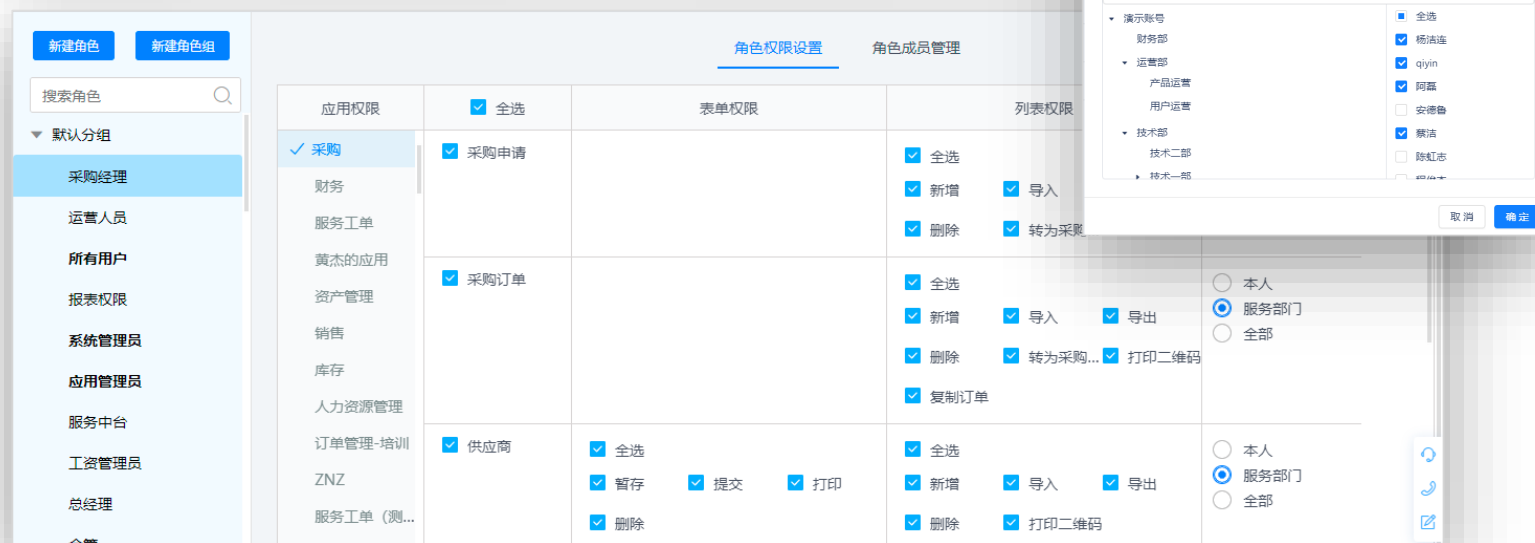 新建角色 新建角色组
搜索角色
默认分组
采购经理
运营人员
所有用户
报表权限
系统管理员
应用管理员
服务中台
工资管理员
总经理
角色权限设置 角色成员管理
应用权限 全选 表单权限 列表权限
采购
财务
服务工单
黄杰的应用
资产管理
销售
库存
人力资源管理
订单管理-培训
ZNZ
服务工单（测...
采购申请
全选
新增 导入
删除 转为采购
采购订单
全选
新增 导入 导出
删除 转为采购... 打印二维码
复制订单
本人
服务部门
全部
供应商
全选
暂存 提交 打印
删除
全选
新增 导入 导出
删除 打印二维码
本人
服务部门
全部
演示账号
财务部
运营部
产品运营
用户运营
技术部
技术二部
技术一部
全选
杨洁连
qiyin
阿磊
安德鲁
蔡洁
陈虹志
取消 确定